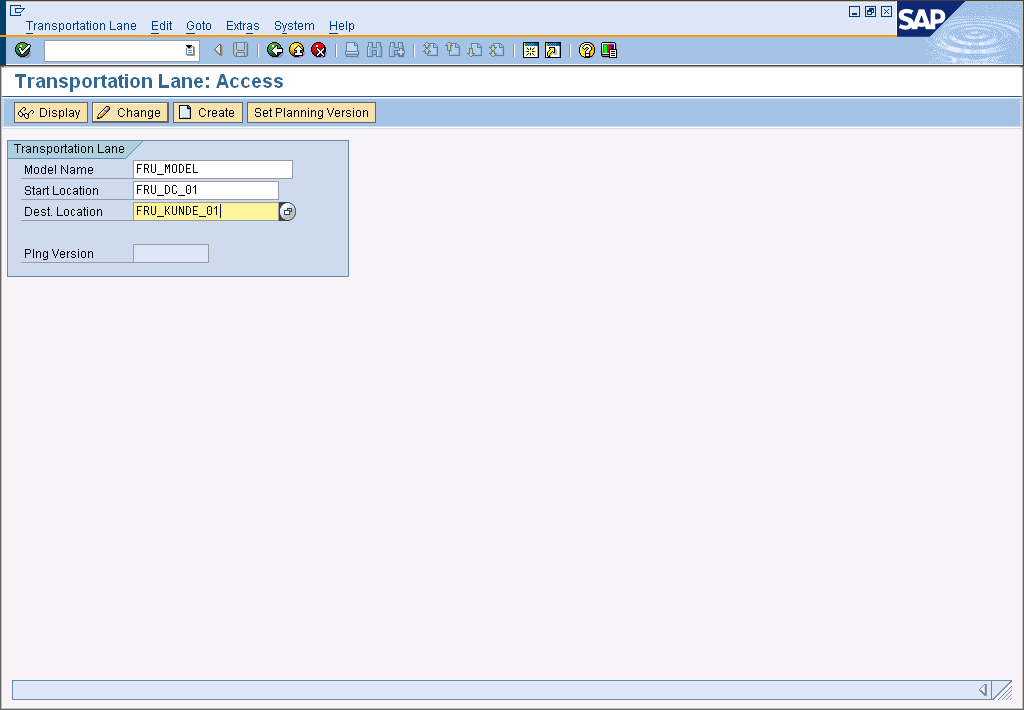 Transportation Lane Edit Goto Extras System Help
SAP
Transportation Lane: Access
Display Change Create Set Planning Version
Transportation Lane
Model Name FRU_MODEL
Start Location FRU_DC_01
Dest. Location FRU_KUNDE_01
Plng Version